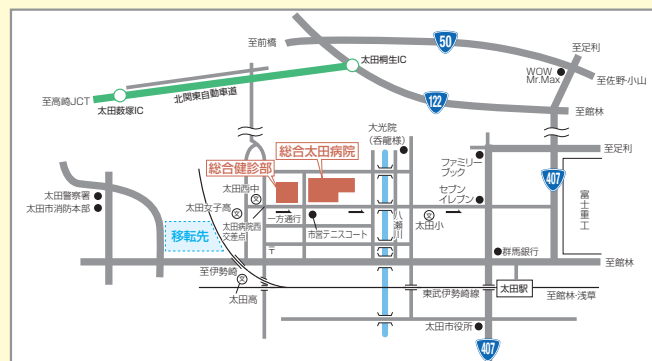 至前橋
50
太田桐生IC
至足利
WOW
Mr.Max
至佐野・小山
至高崎JCT
太田薮塚IC
北関東自動車道
122
至館林
大光院
(呑龍様)
至足利
総合太田病院
総合健診部
ファミリー
ブック
407
太田西中
文
太田警察署
太田市消防本部
太田女子高
文
セブン
イレブン
富士重工
移転先
太田病院西
交差点
一方通行
市営テニスコート
八瀬川
文
太田小
〒
群馬銀行
至伊勢崎
至館林
文
太田高
東武伊勢崎線
太田駅
至館林・浅草
太田市役所
407